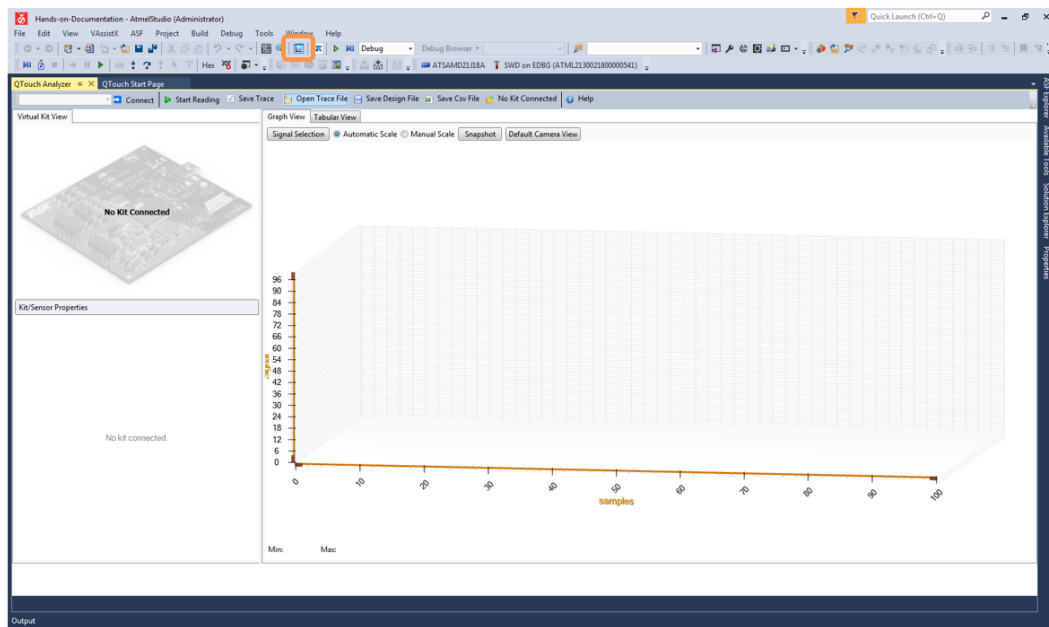 Hands-on-Documentation - AtmelStudio (Administrator)
Quick Launch (Ctrl+Q)
File Edit View VAssistX ASF Project Build Debug Tools Window Help
Debug Debug Browser
Hex ATSAMD21J18A SWD on EDBG (ATML2130021800000541)
QTouch Analyzer QTouch Start Page
Connect Start Reading Save Trace Open Trace File Save Design File Save Csv File No Kit Connected Help
Virtual Kit View
Graph View Tabular View
Signal Selection Automatic Scale Manual Scale Snapshot Default Camera View
No Kit Connected
Kit/Sensor Properties
No kit connected.
96
90
84
78
72
66
60
54
48
42
36
30
24
18
12
6
0
0 10 20 30 40 50 60 70 80 90 100
samples
Min: Max:
ASF Explorer
Available Tools
Solution Explorer
Properties
Output